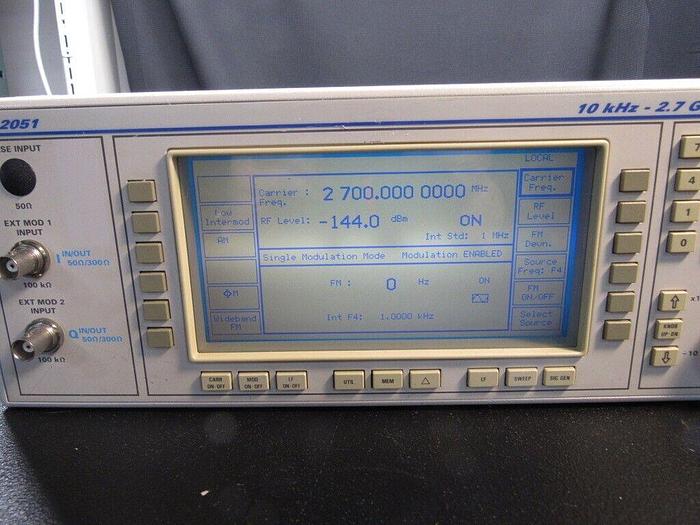 2051
10 kHz - 2.7 G
SE INPUT
50Ω
EXT MOD 1
INPUT
I IN/OUT
50Ω/300Ω
100 kΩ
EXT MOD 2
INPUT
Q IN/OUT
50Ω/300Ω
100 kΩ
LOCAL
Low
Intermod
AM
ΦM
Wideband
FM
Carrier : 2 700.000 0000 MHz
Freq.
RF Level: -144.0 dBm ON
Int Std: 1 MHz
Single Modulation Mode Modulation ENABLED
FM : 0 Hz ON
Int F4: 1.0000 kHz
Carrier
Freq.
RF
Level
FM
Devn.
Source
Freq: F4
FM
ON/OFF
Select
Source
CARR
ON-OFF
MOD
ON-OFF
LF
ON-OFF
UTIL
MEM
△
LF
SWEEP
SIG GEN
7
4
1
0
⇧
KNOB
UP-DN
⇩